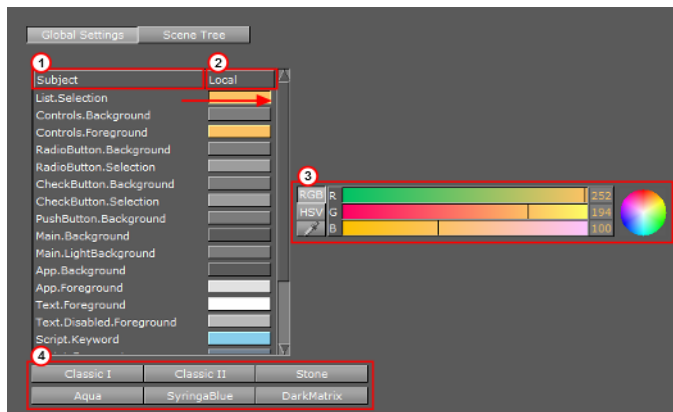 Global Settings Scene Tree
1 2
Subject Local
List.Selection
Controls.Background
Controls.Foreground
RadioButton.Background
RadioButton.Selection
CheckButton.Background
CheckButton.Selection
PushButton.Background
Main.Background
Main.LightBackground
App.Background
App.Foreground
Text.Foreground
Text.Disabled.Foreground
Script.Keyword
3
RGB R 252
HSV G 194
B 100
4
Classic I Classic II Stone
Aqua SyringaBlue DarkMatrix